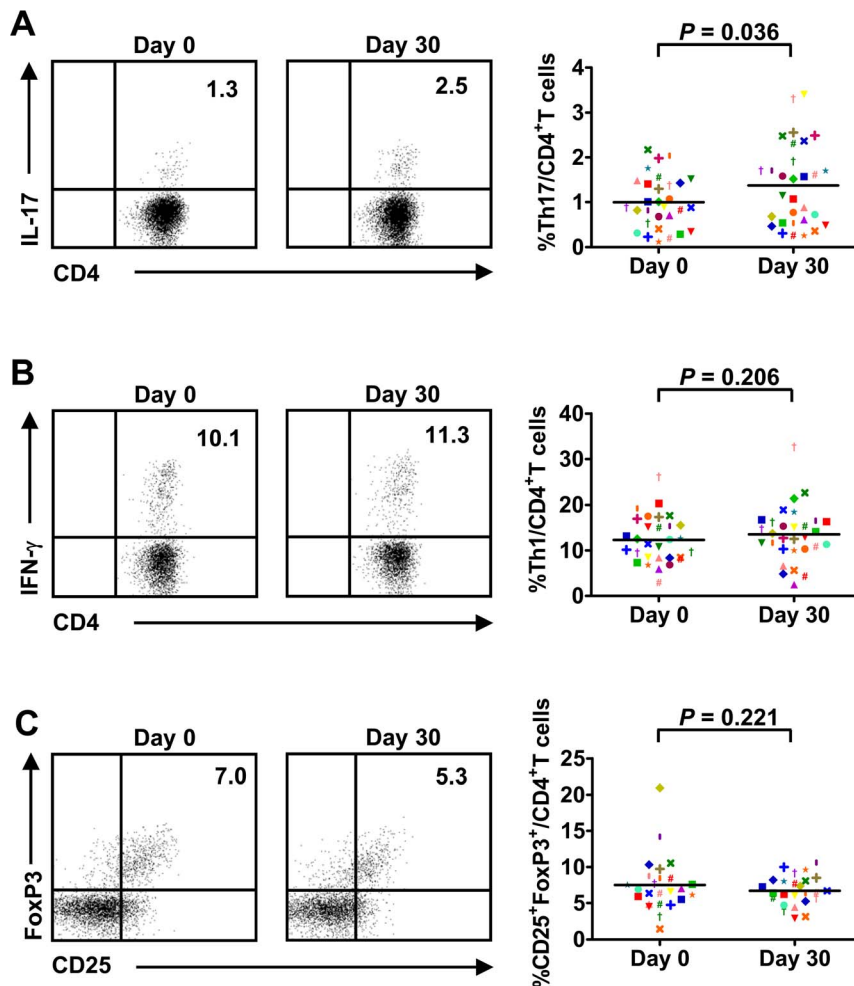 A
Day 0
Day 30
1.3
2.5
IL-17
CD4
P = 0.036
%Th17/CD4⁺T cells
4
3
2
1
0
Day 0
Day 30
B
Day 0
Day 30
10.1
11.3
IFN-γ
CD4
P = 0.206
%Th1/CD4⁺T cells
40
30
20
10
0
Day 0
Day 30
C
Day 0
Day 30
7.0
5.3
FoxP3
CD25
P = 0.221
%CD25⁺FoxP3⁺/CD4⁺T cells
25
20
15
10
5
0
Day 0
Day 30